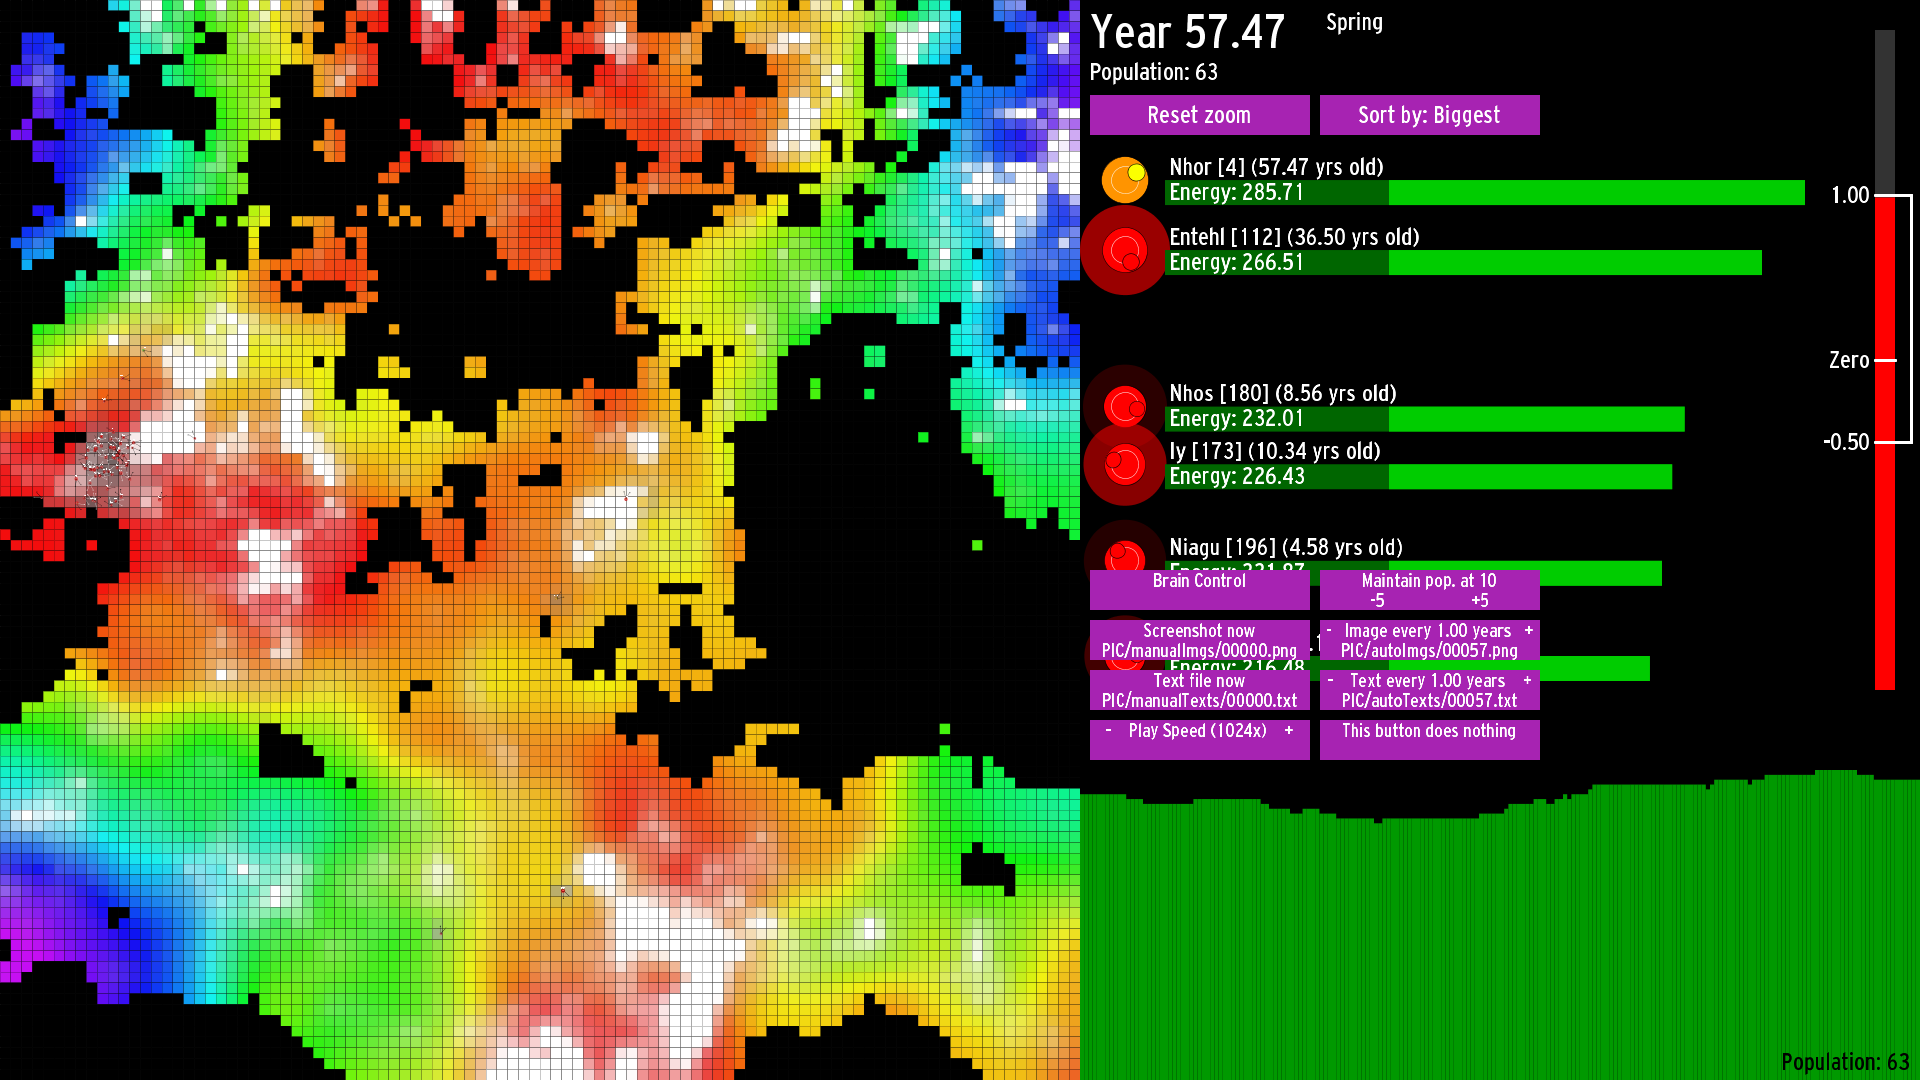 Year 57.47
Spring
Population: 63
Reset zoom
Sort by: Biggest
Nhor [4] (57.47 yrs old)
Energy: 285.71
Entehl [112] (36.50 yrs old)
Energy: 266.51
Nhos [180] (8.56 yrs old)
Energy: 232.01
Iy [173] (10.34 yrs old)
Energy: 226.43
Niagu [196] (4.58 yrs old)
Brain Control
Maintain pop. at 10
-5 +5
Screenshot now
PIC/manualImgs/00000.png
- Image every 1.00 years +
PIC/autoImgs/00057.png
Energy: 216.48
Text file now
PIC/manualTexts/00000.txt
- Text every 1.00 years +
PIC/autoTexts/00057.txt
- Play Speed (1024x) +
This button does nothing
1.00
Zero
-0.50
Population: 63